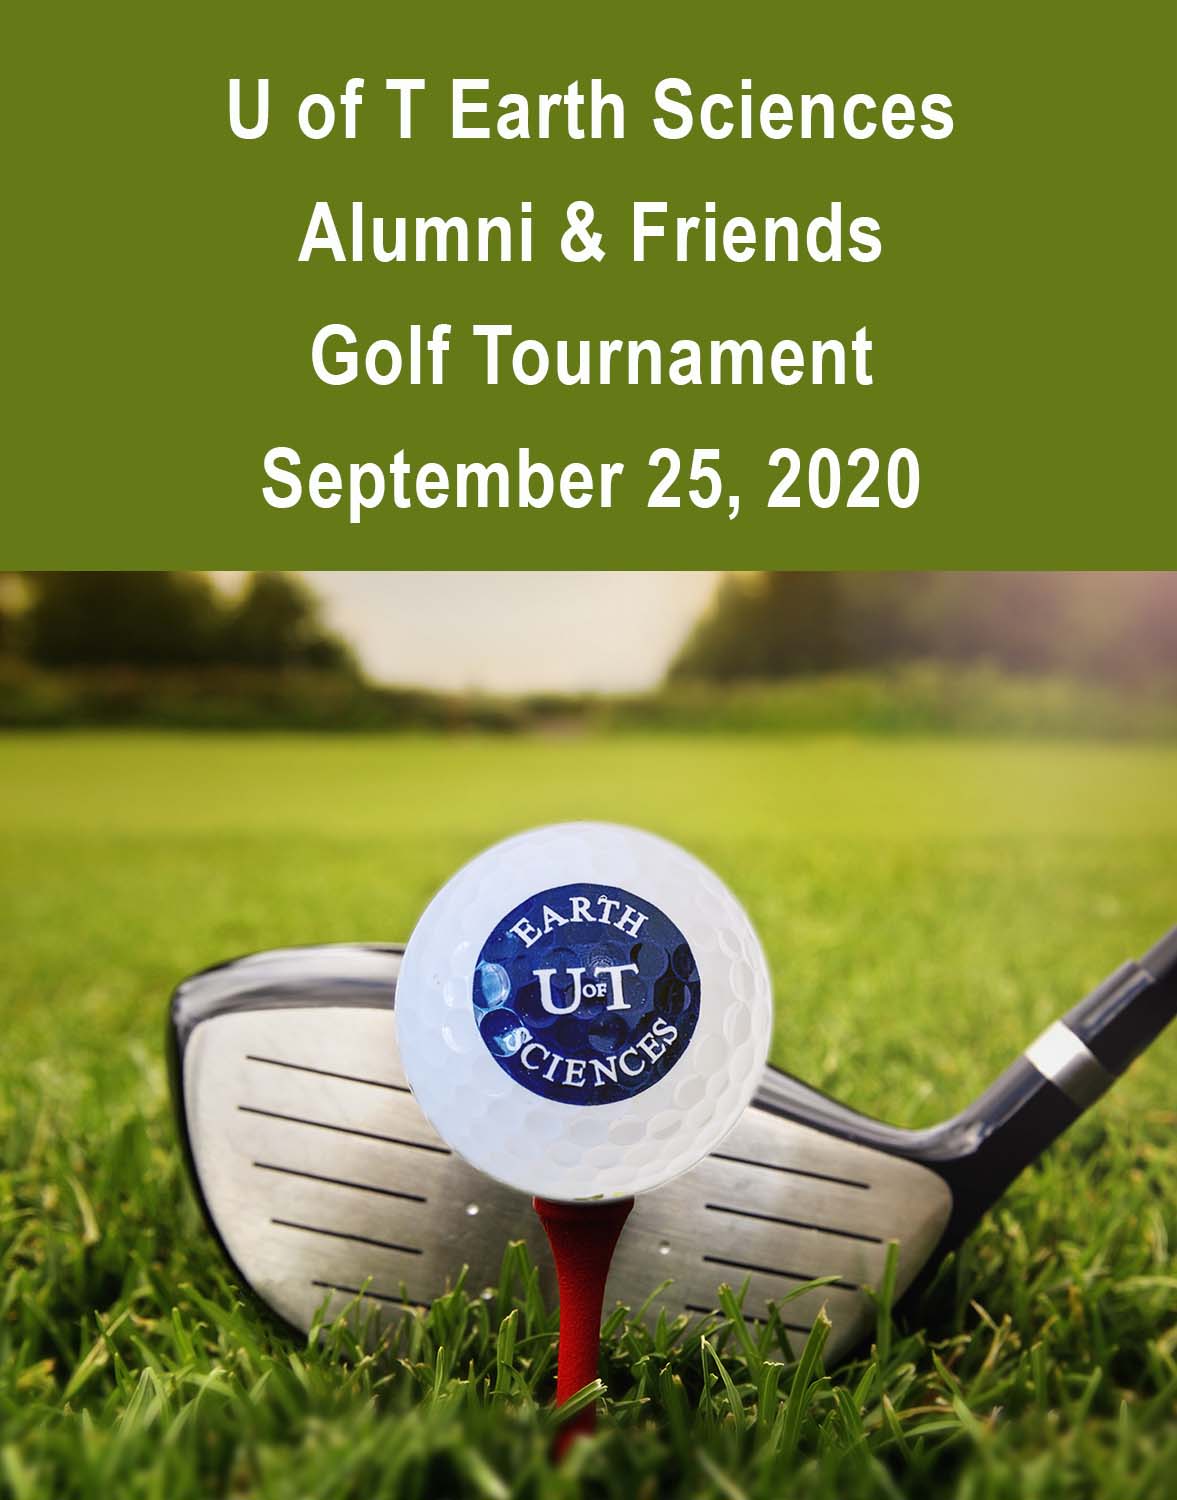 U of T Earth Sciences
Alumni & Friends
Golf Tournament
September 25, 2020
EARTH
U OF T
SCIENCES